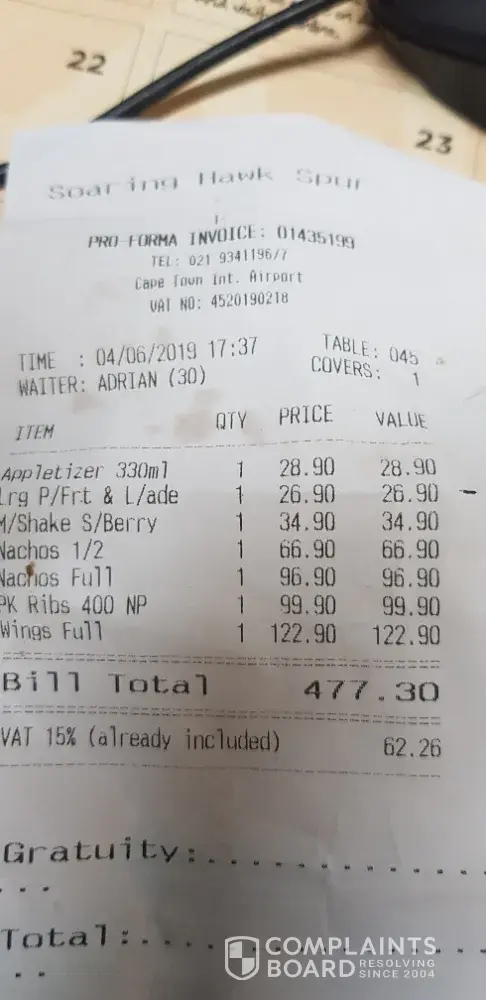 22
23
Soaring Hawk Spur
PRO-FORMA INVOICE: 01435199
TEL: 021 9341196/7
Cape Town Int. Airport
VAT NO: 4520190218
TIME : 04/06/2019 17:37 TABLE: 045
WAITER: ADRIAN (30) COVERS: 1
ITEM QTY PRICE VALUE
Appletizer 330ml 1 28.90 28.90
Lrg P/Frt & L/ade 1 26.90 26.90
M/Shake S/Berry 1 34.90 34.90
Nachos 1/2 1 66.90 66.90
Nachos Full 1 96.90 96.90
PK Ribs 400 NP 1 99.90 99.90
Wings Full 1 122.90 122.90
Bill Total 477.30
VAT 15% (already included) 62.26
Gratuity:................
Total:................
COMPLAINTS
BOARD RESOLVING SINCE 2004